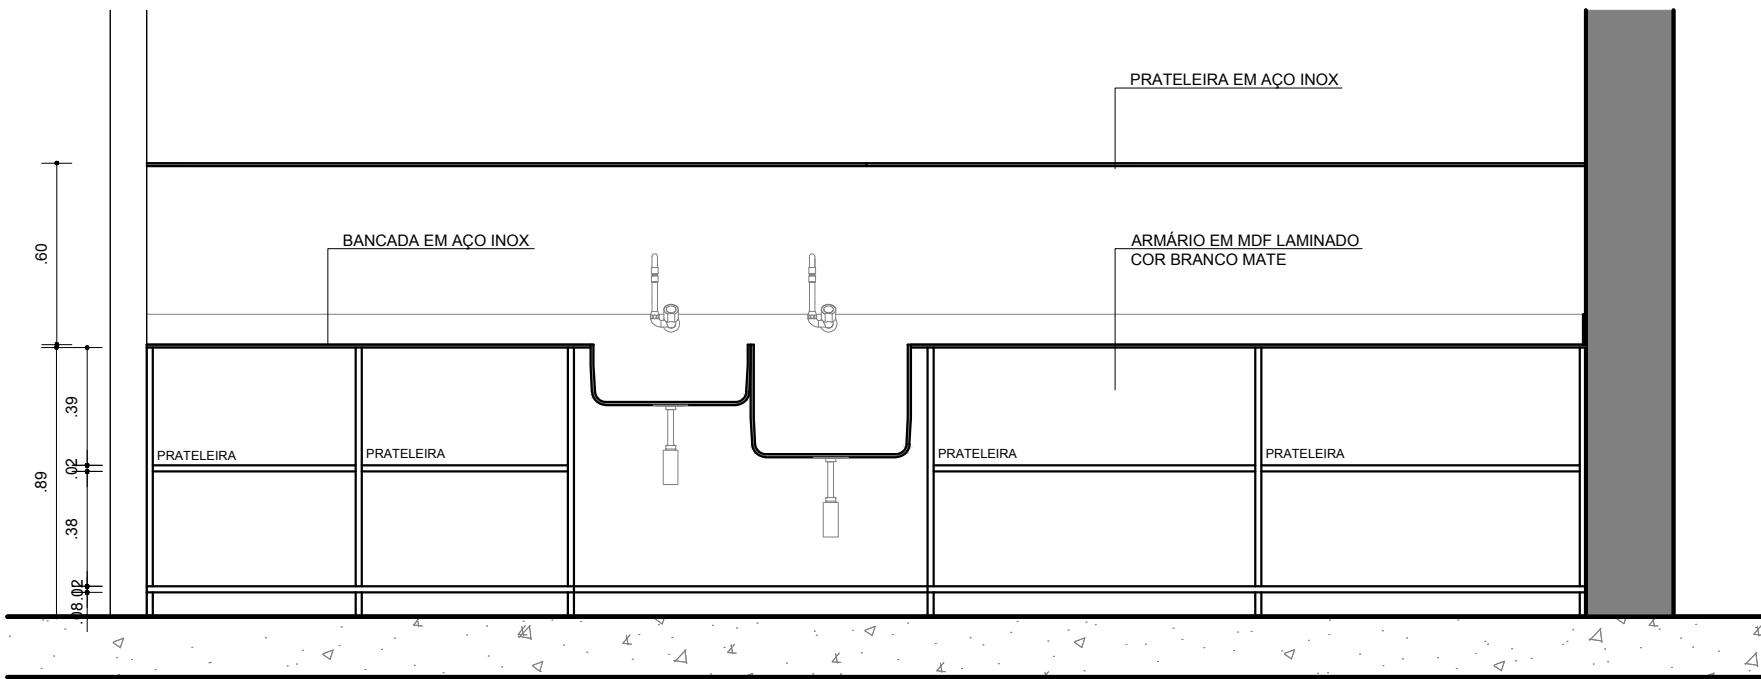 PRATELEIRA EM AÇO INOX
BANCADA EM AÇO INOX
ARMÁRIO EM MDF LAMINADO
COR BRANCO MATE
.60
.39
PRATELEIRA
PRATELEIRA
PRATELEIRA
PRATELEIRA
.02
.89
.38
.02
.08